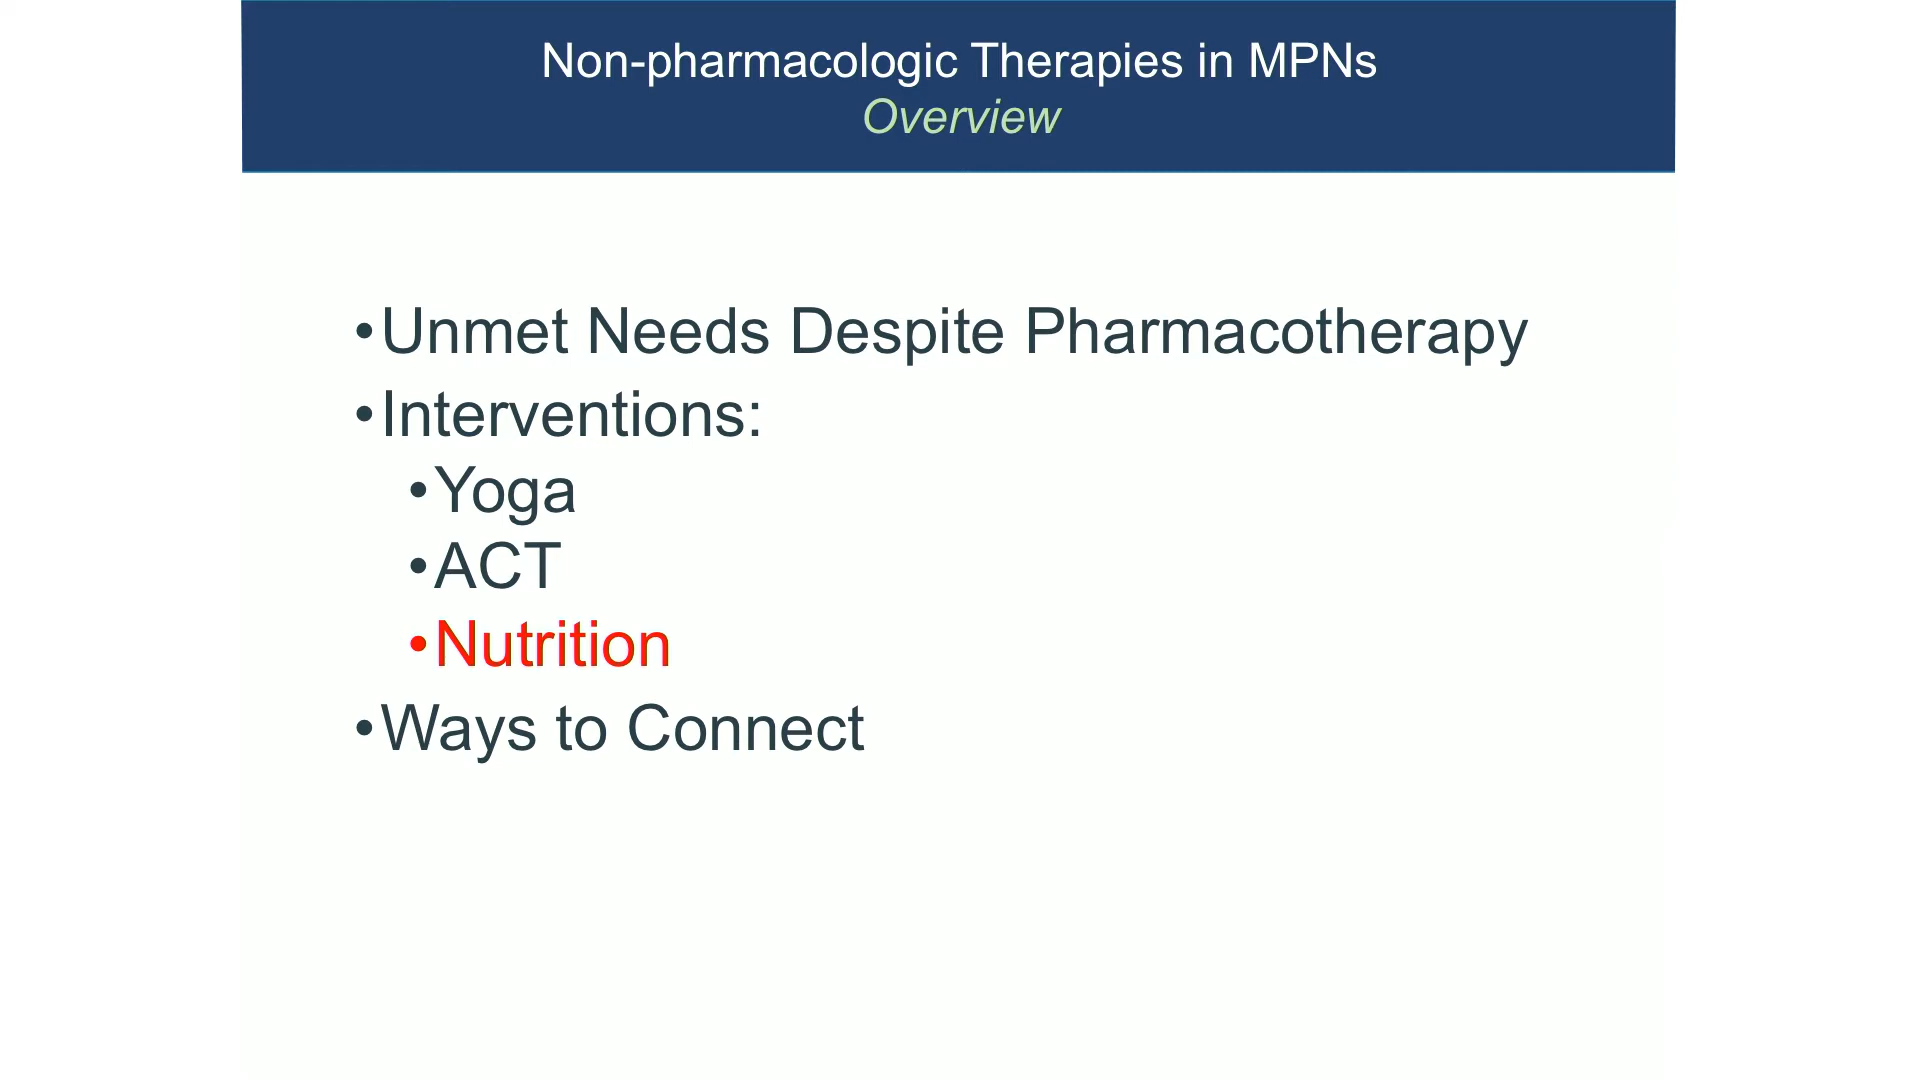 Non-pharmacologic Therapies in MPNs
Overview
•Unmet Needs Despite Pharmacotherapy
•Interventions:
•Yoga
•ACT
•Nutrition
•Ways to Connect